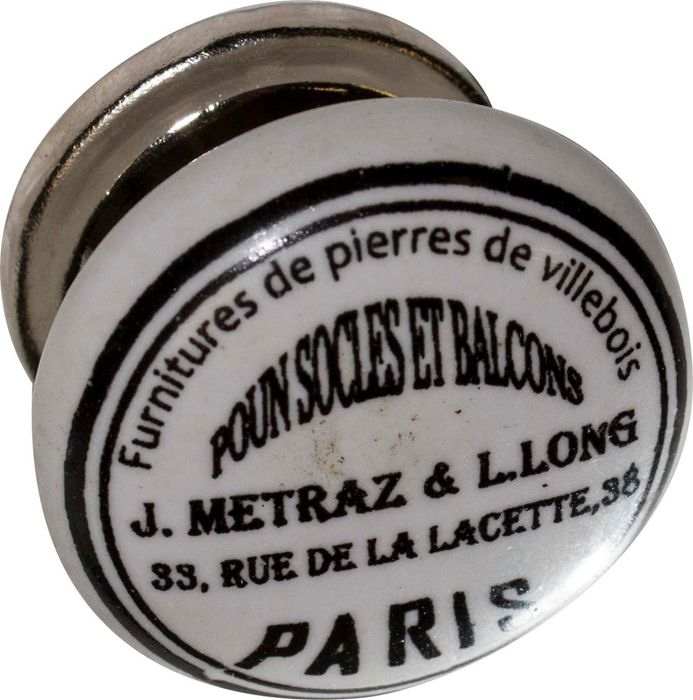 Furnitures de pierres de villebois
POUN SOCLES ET BALCONS
J. METRAZ & L.LONG
33, RUE DE LA LACETTE,38
PARIS